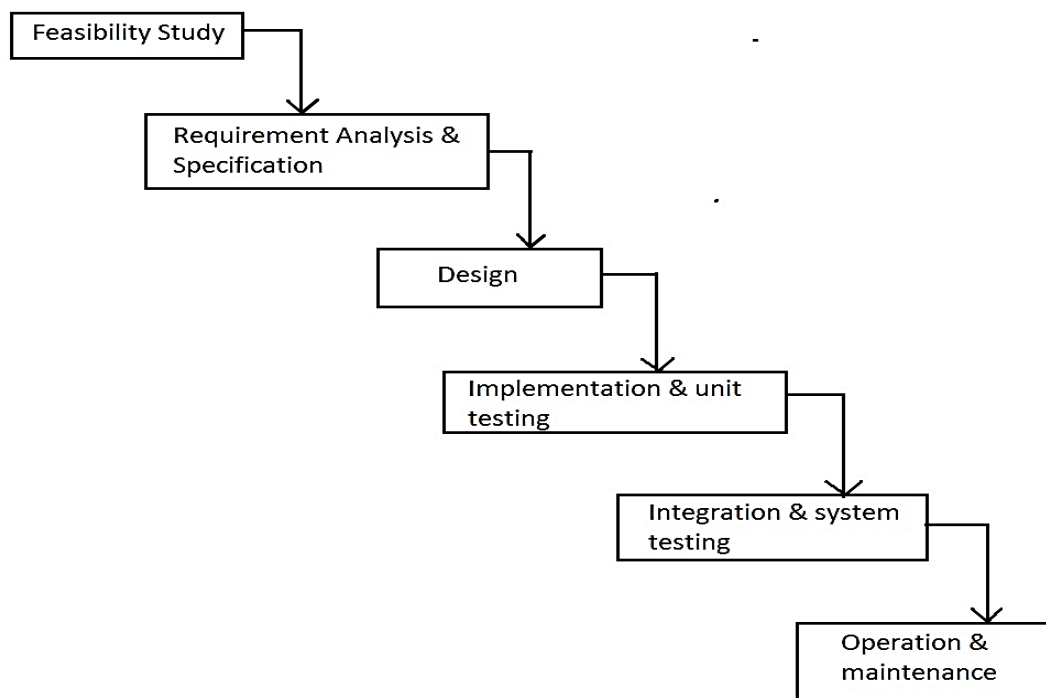 Feasibility Study
Requirement Analysis &
Specification
Design
Implementation & unit
testing
Integration & system
testing
Operation &
maintenance